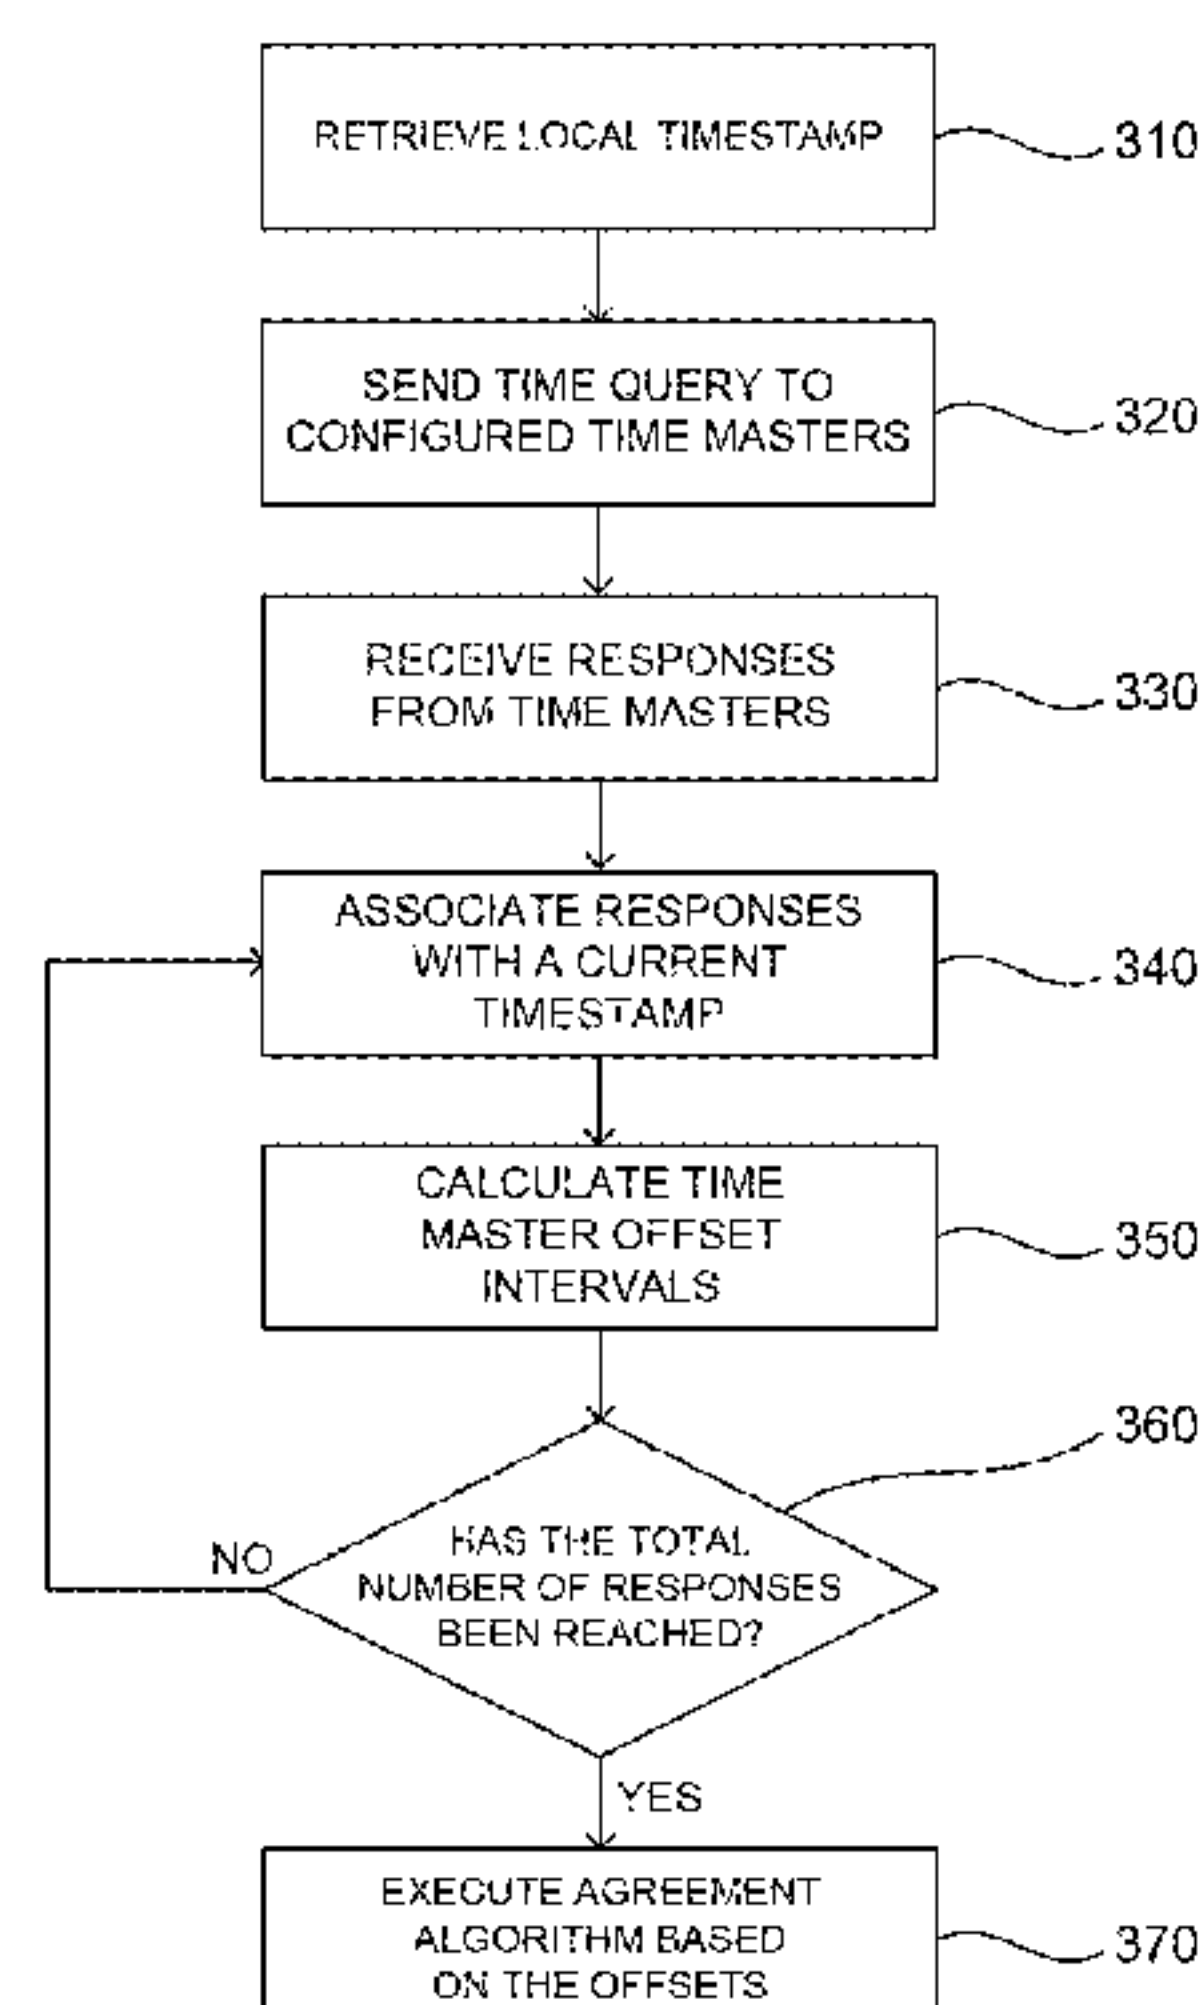 RETRIEVE LOCAL TIMESTAMP
310
SEND TIME QUERY TO
CONFIGURED TIME MASTERS
320
RECEIVE RESPONSES
FROM TIME MASTERS
330
ASSOCIATE RESPONSES
WITH A CURRENT
TIMESTAMP
340
CALCULATE TIME
MASTER OFFSET
INTERVALS
350
360
HAS THE TOTAL
NUMBER OF RESPONSES
BEEN REACHED?
NO
YES
EXECUTE AGREEMENT
ALGORITHM BASED
ON THE OFFSETS
370